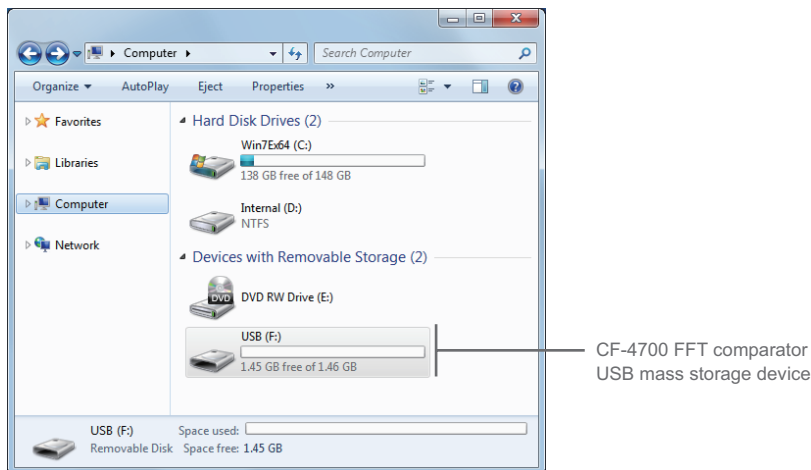 Computer
Search Computer
Organize AutoPlay Eject Properties »
Favorites
Libraries
Computer
Network
Hard Disk Drives (2)
Win7Ex64 (C:)
138 GB free of 148 GB
Internal (D:)
NTFS
Devices with Removable Storage (2)
DVD
DVD RW Drive (E:)
USB (F:)
1.45 GB free of 1.46 GB
CF-4700 FFT comparator
USB mass storage device
USB (F:) Space used:
Removable Disk Space free: 1.45 GB